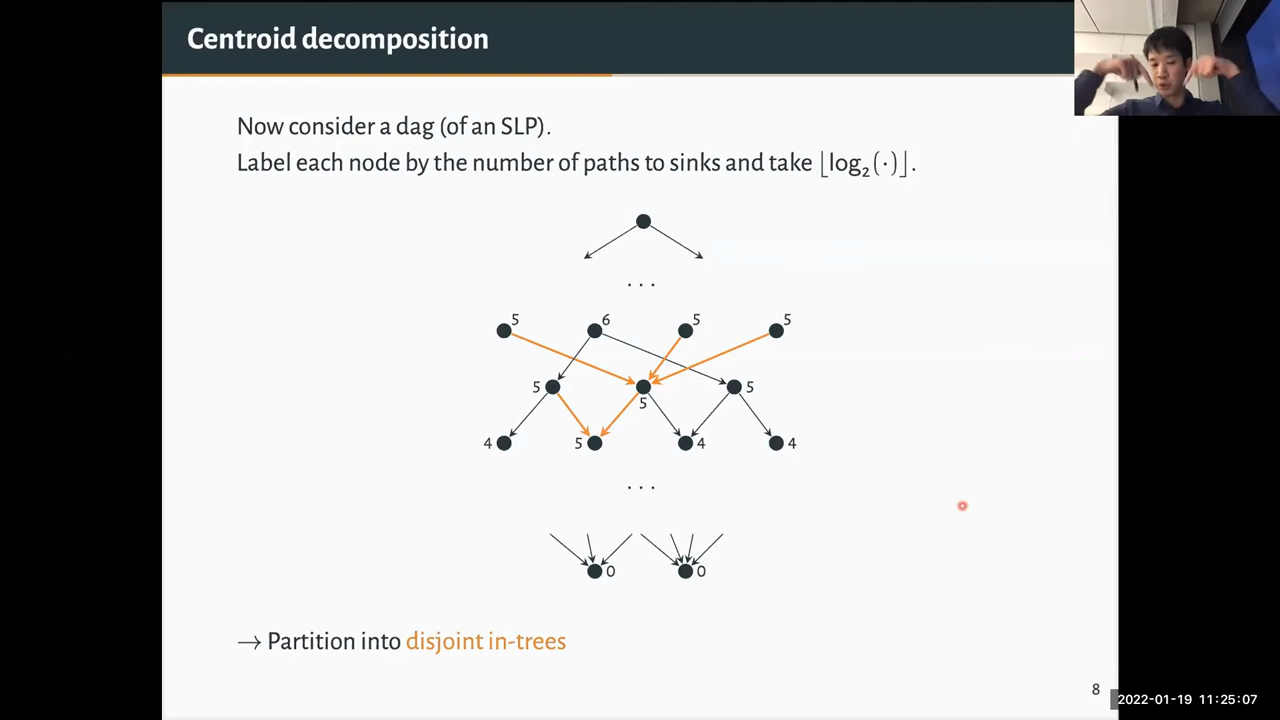 Centroid decomposition
Now consider a dag (of an SLP).
Label each node by the number of paths to sinks and take ⌊log₂(·)⌋.
. . .
5 6 5 5
5 5 5
4 5 4 4
. . .
0 0
→ Partition into disjoint in-trees
8
2022-01-19 11:25:07